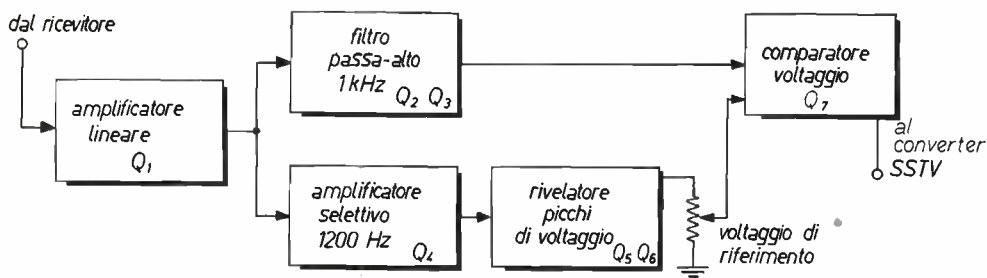 dal ricevitore
amplificatore
lineare
Q1
filtro
passa-alto
1 kHz
Q2 Q3
amplificatore
selettivo
1200 Hz
Q4
rivelatore
picchi
di voltaggio
Q5 Q6
voltaggio di
riferimento
comparatore
voltaggio
Q7
al
converter
SSTV